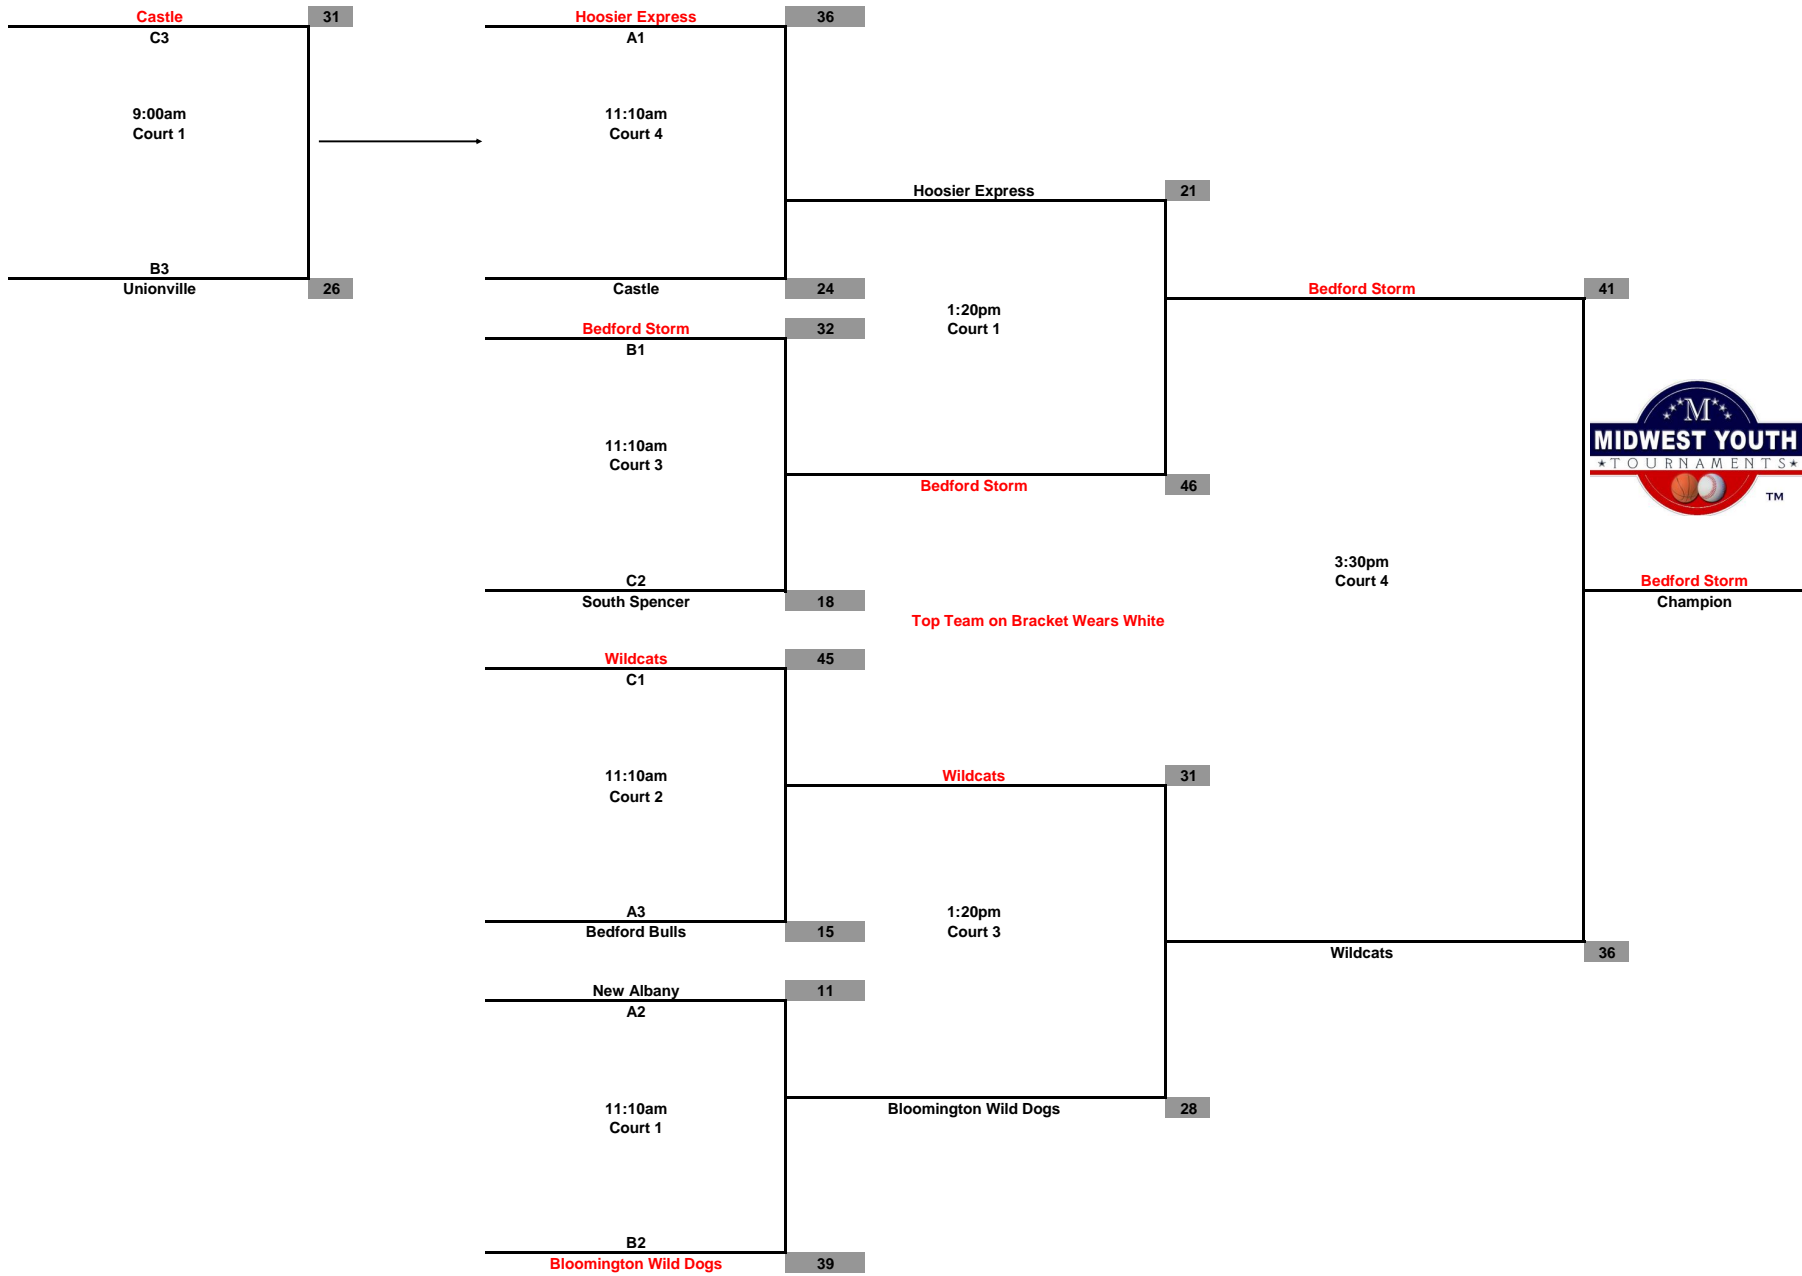 Castle 31
C3
9:00am
Court 1
B3
Unionville 26
Hoosier Express 36
A1
11:10am
Court 4
Castle 24
Bedford Storm 32
B1
11:10am
Court 3
C2
South Spencer 18
Wildcats 45
C1
11:10am
Court 2
A3
Bedford Bulls 15
New Albany 11
A2
11:10am
Court 1
B2
Bloomington Wild Dogs 39
Hoosier Express 21
1:20pm
Court 1
Bedford Storm 46
Top Team on Bracket Wears White
Wildcats 31
1:20pm
Court 3
Bloomington Wild Dogs 28
Bedford Storm 41
3:30pm
Court 4
Wildcats 36
M
MIDWEST YOUTH
TOURNAMENTS
TM
Bedford Storm
Champion